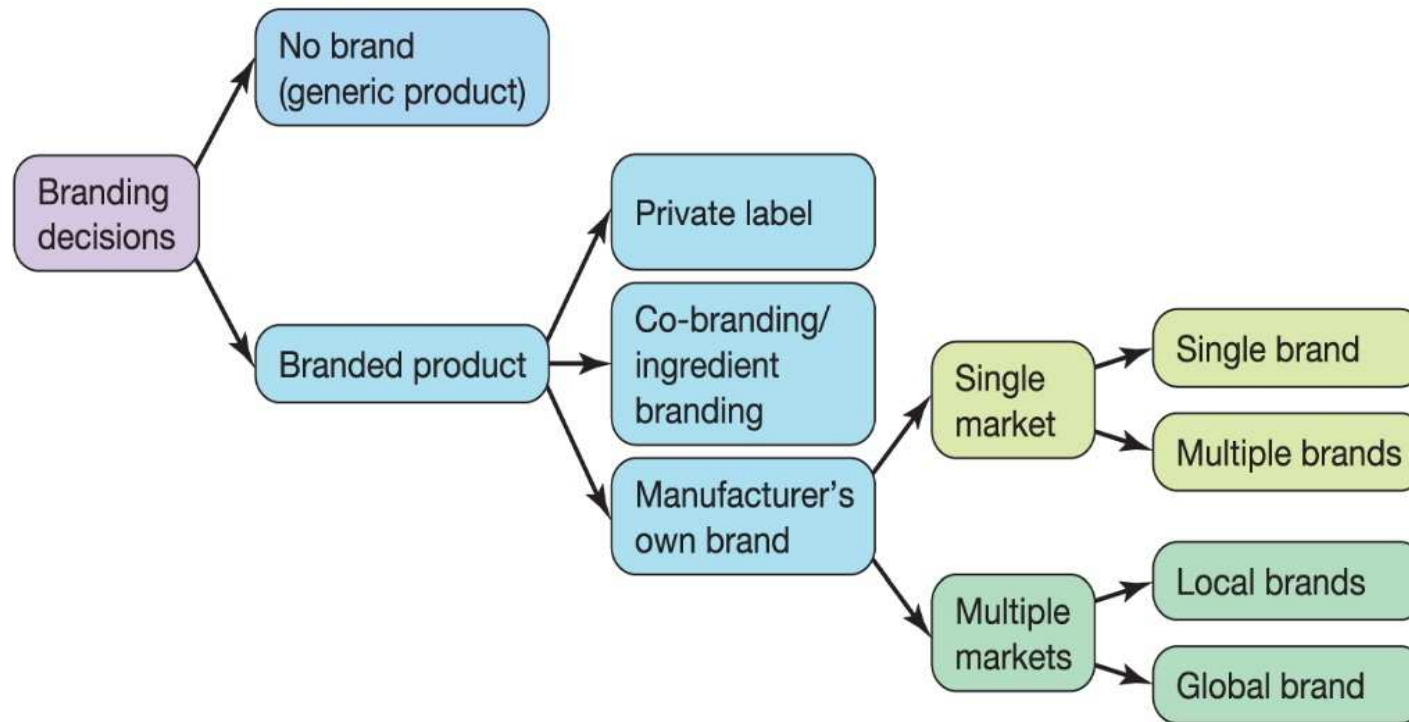 No brand
(generic product)
Branding
decisions
Branded product
Private label
Co-branding/
ingredient
branding
Manufacturer’s
own brand
Single
market
Single brand
Multiple brands
Multiple
markets
Local brands
Global brand